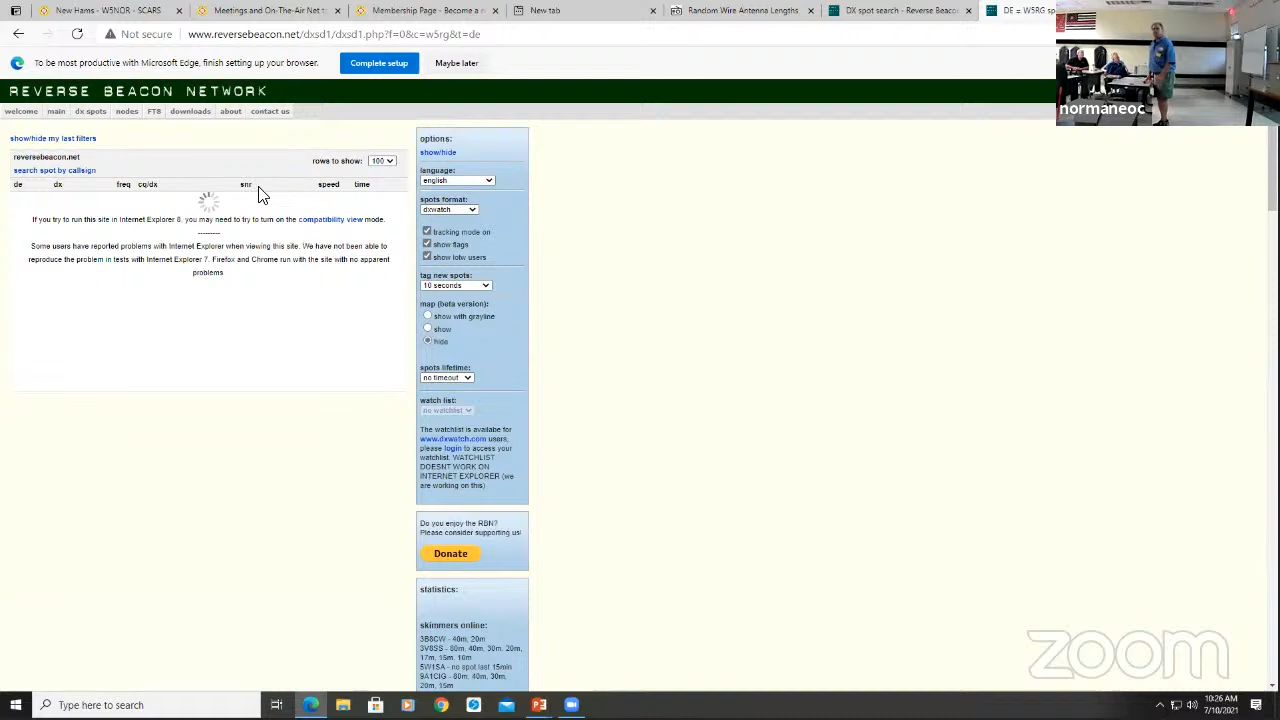 New Hams - W5NOR - SCARS
Meetings and On-The-Air Net
SKCC - Become a m
New tab
Random Wire Antenna Lengths
dxsd search - Reverse Beacc
DE = W5RG sp
Not secure
www.reversebeacon.net/dxsd1/dxsd1.php?f=0&c=w5rg&t=de
To be most productive with Microsoft Edge, finish setting up your browser.
Complete setup
Maybe later
REVERSE BEACON NETWORK
welcome main dx spots nodes FT8 downloads about contact us
normaneoc
show/hide my last filters
reversebeacon.net
rows to show: 100
search spot by callsign
de dx freq cq/dx snr speed time
If you try to run this site in Internet Explorer 8, you may need to try to turn on the compatibility view mode.
---------
Some users have reported problems with Internet Explorer when viewing this site. We have not been able to
reproduce the problem in tests with Internet Explorer 7. Firefox and Chrome run with the site with no apparent
problems
options:
show/hide
language:
english
spots format:
dxwatch
tracking mode on
show flags
show lotw users
tag new spots:
10 seconds
map (beta version):
show with grayline
show
hide
spots lifetime:
no timeout
watch list:
no watchlist
The watchlist is availabe for
www.dxwatch.com users,
please login to access your
watchlist. WATCHLIST
DOESNT WORK ON
INTERNET EXPLORER (we
are working on this)
Do you enjoy the RBN?
Please consider supporting us!
Donate
statistics:
skimmers online:
3B8CW - 40m, 20m
3V8SS - 80m, 40m, 30m, 20m,
17m, 15m, 10m
5W1SA - no spot last 15min
9A1CIG - 80m, 40m, 30m,
20m, 15m
zoom
Type here to search
10:26 AM
7/10/2021